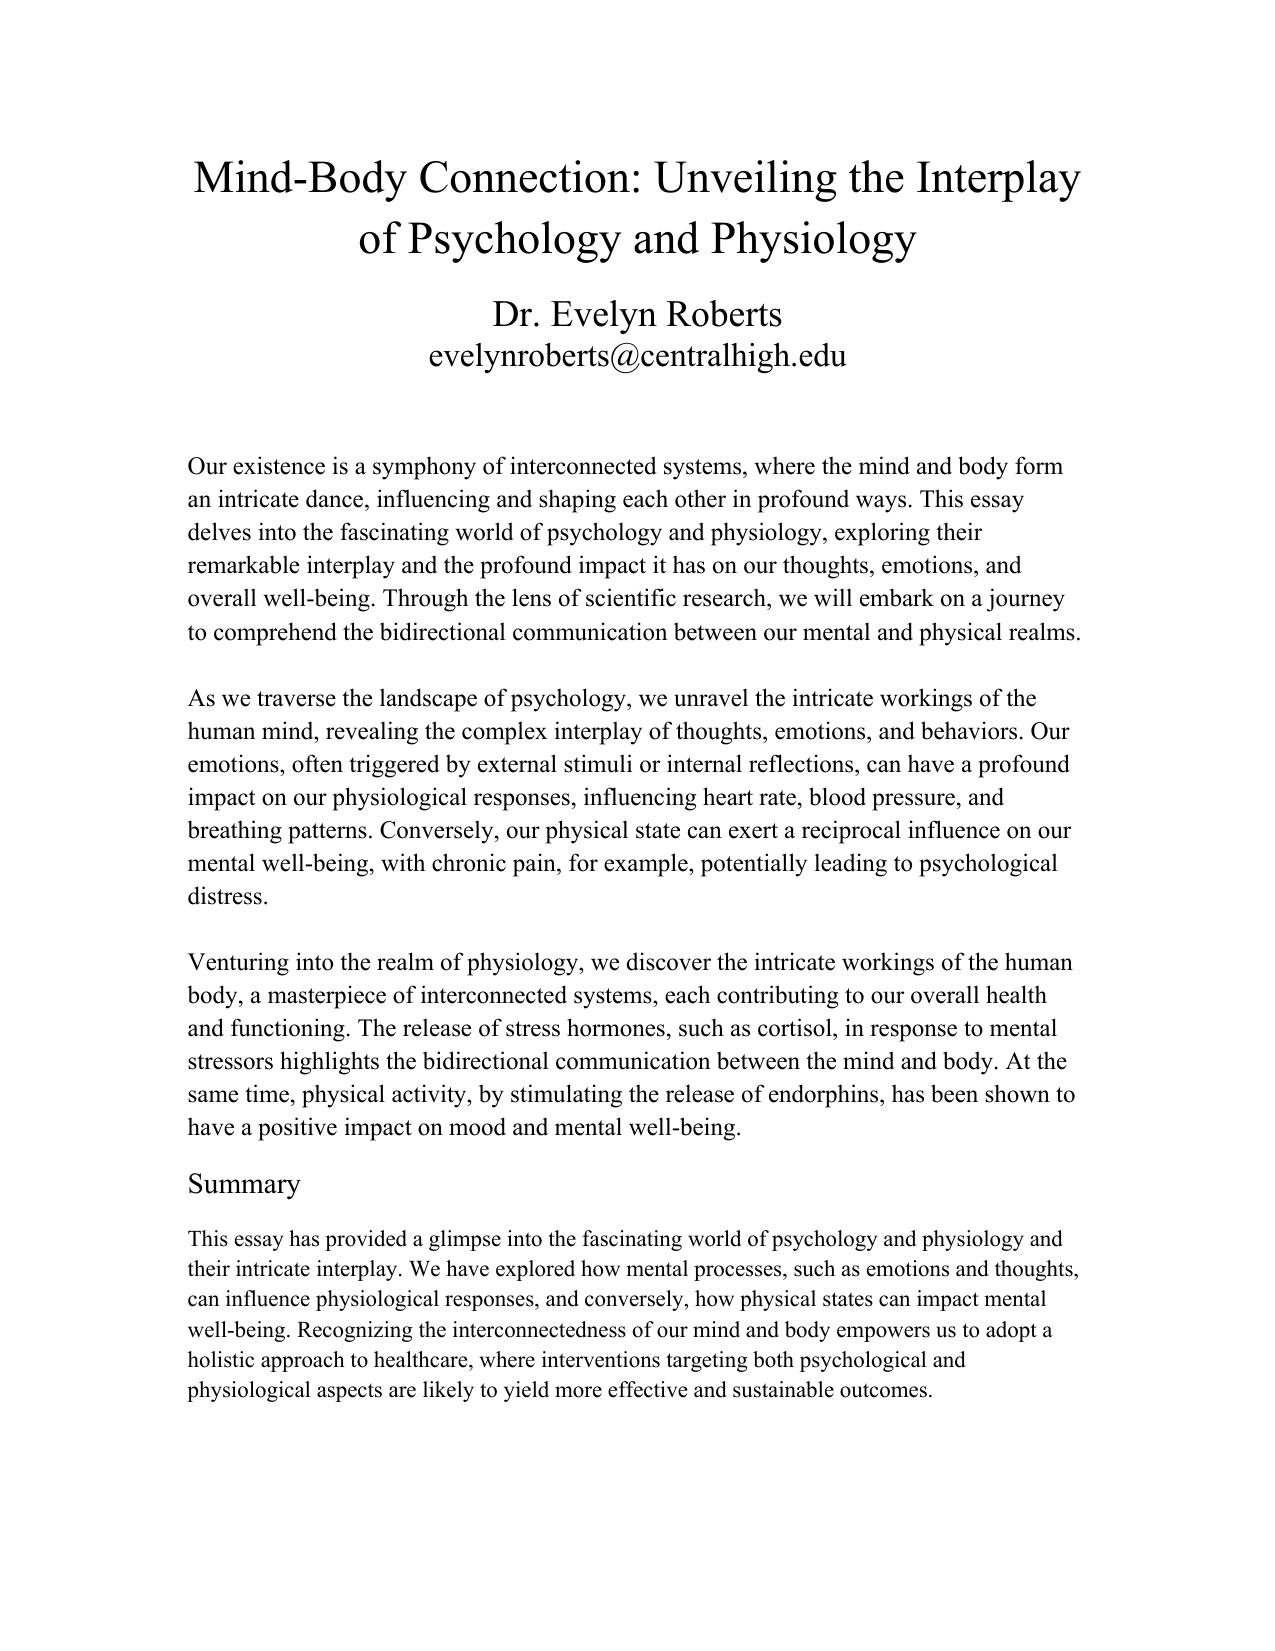 Mind-Body Connection: Unveiling the Interplay
of Psychology and Physiology
Dr. Evelyn Roberts
evelynroberts@centralhigh.edu
Our existence is a symphony of interconnected systems, where the mind and body form
an intricate dance, influencing and shaping each other in profound ways. This essay
delves into the fascinating world of psychology and physiology, exploring their
remarkable interplay and the profound impact it has on our thoughts, emotions, and
overall well-being. Through the lens of scientific research, we will embark on a journey
to comprehend the bidirectional communication between our mental and physical realms.
As we traverse the landscape of psychology, we unravel the intricate workings of the
human mind, revealing the complex interplay of thoughts, emotions, and behaviors. Our
emotions, often triggered by external stimuli or internal reflections, can have a profound
impact on our physiological responses, influencing heart rate, blood pressure, and
breathing patterns. Conversely, our physical state can exert a reciprocal influence on our
mental well-being, with chronic pain, for example, potentially leading to psychological
distress.
Venturing into the realm of physiology, we discover the intricate workings of the human
body, a masterpiece of interconnected systems, each contributing to our overall health
and functioning. The release of stress hormones, such as cortisol, in response to mental
stressors highlights the bidirectional communication between the mind and body. At the
same time, physical activity, by stimulating the release of endorphins, has been shown to
have a positive impact on mood and mental well-being.
Summary
This essay has provided a glimpse into the fascinating world of psychology and physiology and
their intricate interplay. We have explored how mental processes, such as emotions and thoughts,
can influence physiological responses, and conversely, how physical states can impact mental
well-being. Recognizing the interconnectedness of our mind and body empowers us to adopt a
holistic approach to healthcare, where interventions targeting both psychological and
physiological aspects are likely to yield more effective and sustainable outcomes.